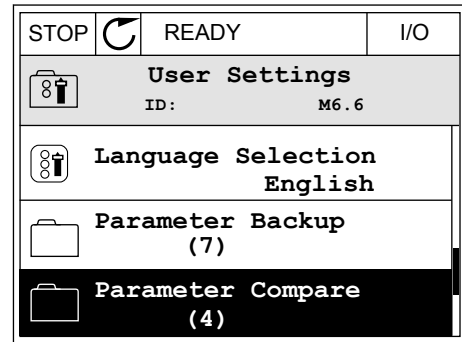 STOP READY I/O
User Settings
ID: M6.6
Language Selection
English
Parameter Backup
(7)
Parameter Compare
(4)